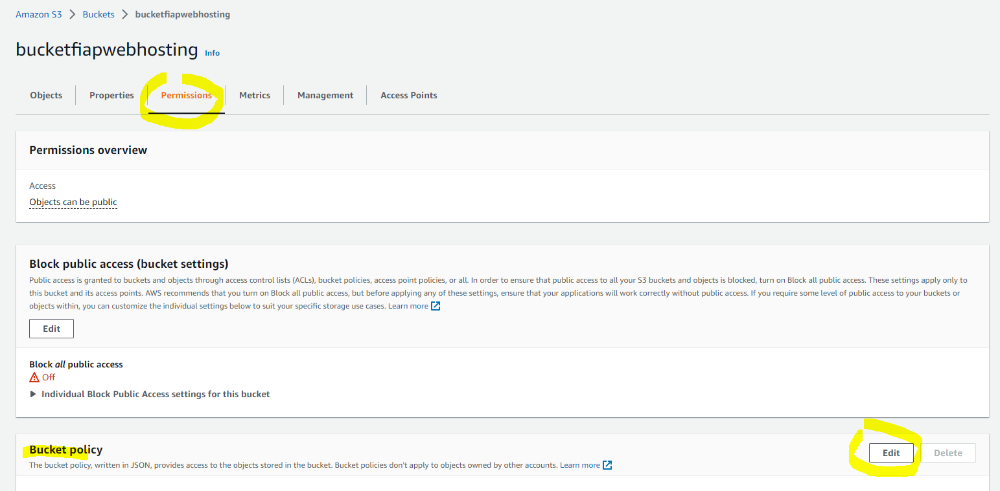 Amazon S3 > Buckets > bucketfiapwebhosting
bucketfiapwebhosting Info
Objects Properties Permissions Metrics Management Access Points
Permissions overview
Access
Objects can be public
Block public access (bucket settings)
Public access is granted to buckets and objects through access control lists (ACLs), bucket policies, access point policies, or all. In order to ensure that public access to all your S3 buckets and objects is blocked, turn on Block all public access. These settings apply only to
this bucket and its access points. AWS recommends that you turn on Block all public access, but before applying any of these settings, ensure that your applications will work correctly without public access. If you require some level of public access to your buckets or
objects within, you can customize the individual settings below to suit your specific storage use cases. Learn more
Edit
Block all public access
Off
Individual Block Public Access settings for this bucket
Bucket policy Edit Delete
The bucket policy, written in JSON, provides access to the objects stored in the bucket. Bucket policies don't apply to objects owned by other accounts. Learn more